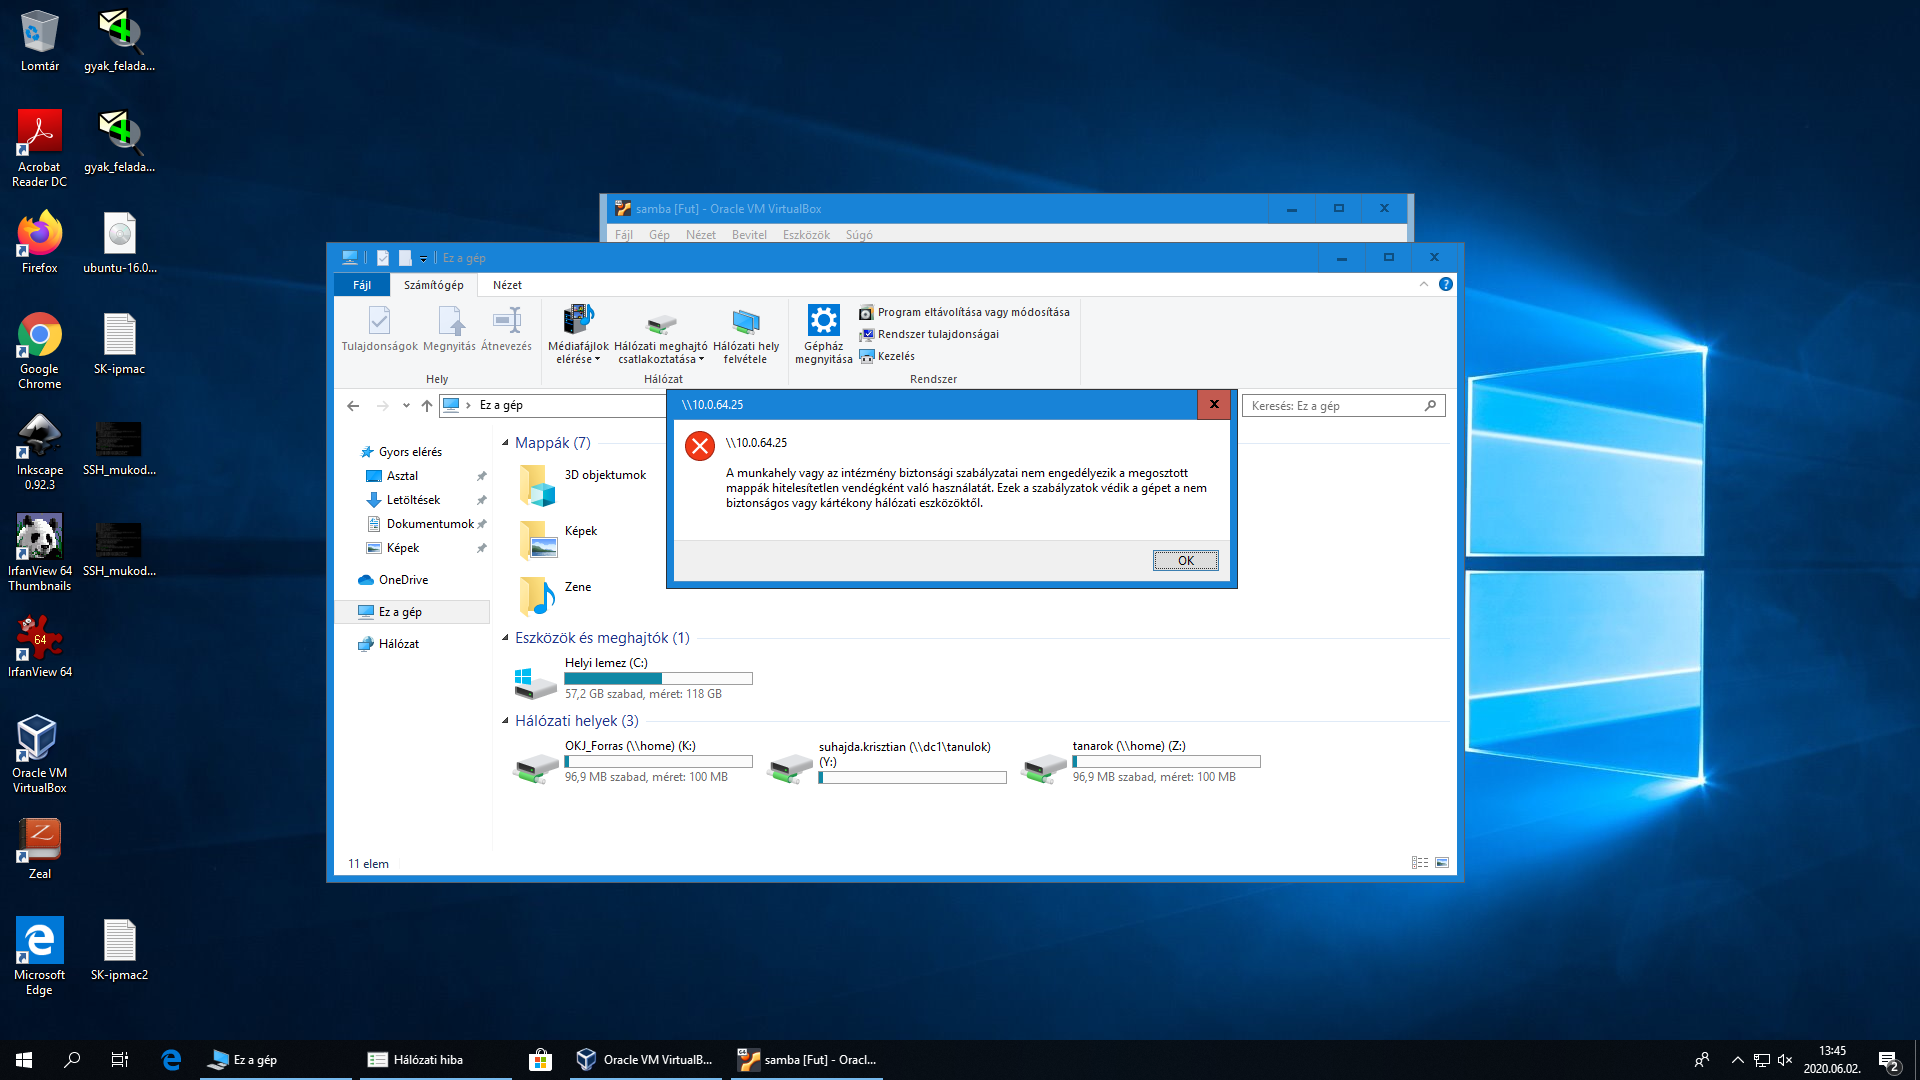 Lomtár
gyak_felada...
Acrobat
Reader DC
gyak_felada...
Firefox
ubuntu-16.0...
Google
Chrome
SK-ipmac
Inkscape
0.92.3
SSH_mukod...
IrfanView 64
Thumbnails
SSH_mukod...
64
IrfanView 64
Oracle VM
VirtualBox
Zeal
Microsoft
Edge
SK-ipmac2
samba [Fut] - Oracle VM VirtualBox
Fájl Gép Nézet Bevitel Eszközök Súgó
Ez a gép
Fájl Számítógép Nézet
Tulajdonságok Megnyitás Átnevezés
Hely
Médiafájlok
elérése
Hálózati meghajtó
csatlakoztatása
Hálózati hely
felvétele
Hálózat
Gépház
megnyitása
Program eltávolítása vagy módosítása
Rendszer tulajdonságai
Kezelés
Rendszer
Ez a gép
Keresés: Ez a gép
Gyors elérés
Asztal
Letöltések
Dokumentumok
Képek
OneDrive
Ez a gép
Hálózat
Mappák (7)
3D objektumok
Képek
Zene
Eszközök és meghajtók (1)
Helyi lemez (C:)
57,2 GB szabad, méret: 118 GB
Hálózati helyek (3)
OKJ_Forras (\\home) (K:)
96,9 MB szabad, méret: 100 MB
suhajda.krisztian (\\dc1\tanulok)
(Y:)
tanarok (\\home) (Z:)
96,9 MB szabad, méret: 100 MB
11 elem
\\10.0.64.25
\\10.0.64.25
A munkahely vagy az intézmény biztonsági szabályzatai nem engedélyezik a megosztott
mappák hitelesítetlen vendégként való használatát. Ezek a szabályzatok védik a gépet a nem
biztonságos vagy kártékony hálózati eszközöktől.
OK
Ez a gép
Hálózati hiba
Oracle VM VirtualB...
samba [Fut] - Oracl...
13:45
2020.06.02.
2